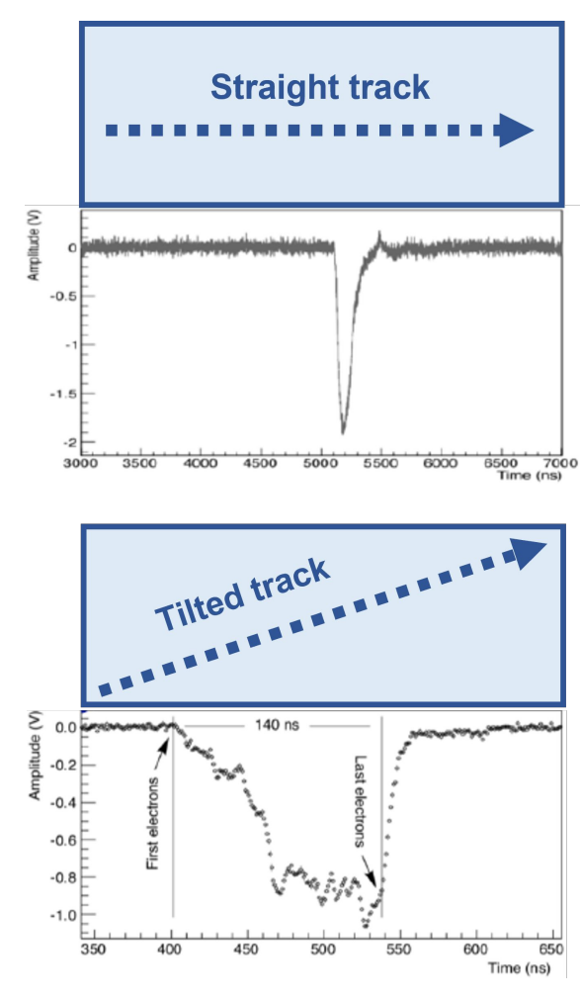 Straight track
Amplitude (V)
0
-0.5
-1
-1.5
-2
3000 3500 4000 4500 5000 5500 6000 6500 7000
Time (ns)
Tilted track
Amplitude (V)
0.0
-0.2
-0.4
-0.6
-0.8
-1.0
140 ns
First electrons
Last electrons
350 400 450 500 550 600 650
Time (ns)